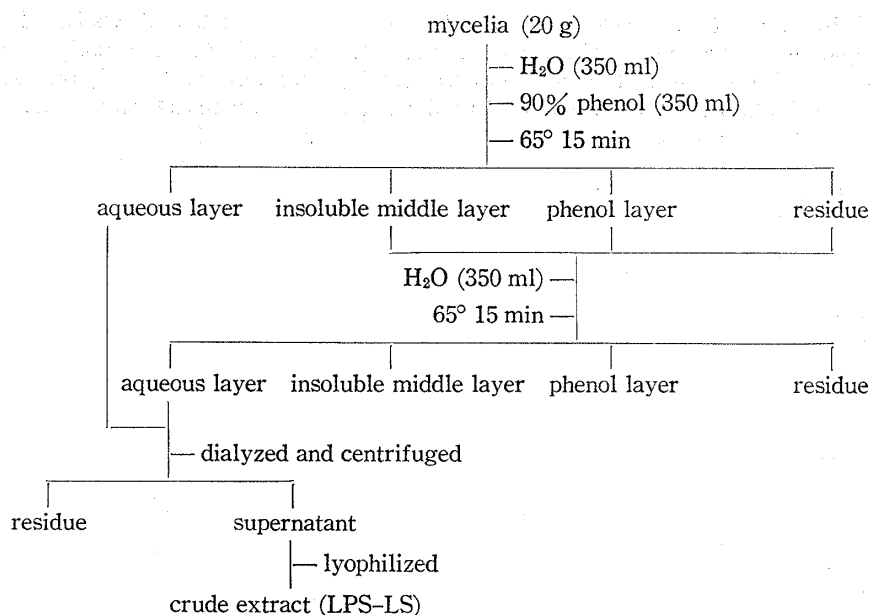 mycelia (20 g)
H₂O (350 ml)
90% phenol (350 ml)
65° 15 min
aqueous layer insoluble middle layer phenol layer residue
H₂O (350 ml)
65° 15 min
aqueous layer insoluble middle layer phenol layer residue
dialyzed and centrifuged
residue supernatant
lyophilized
crude extract (LPS-LS)